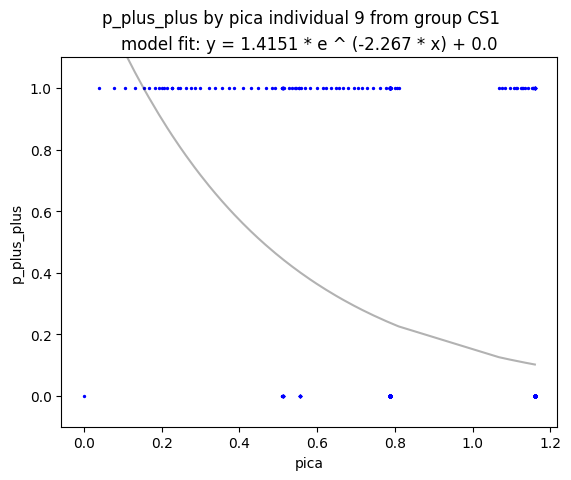 p_plus_plus by pica individual 9 from group CS1
model fit: y = 1.4151 * e ^ (-2.267 * x) + 0.0
p_plus_plus
1.0
0.8
0.6
0.4
0.2
0.0
0.0 0.2 0.4 0.6 0.8 1.0 1.2
pica